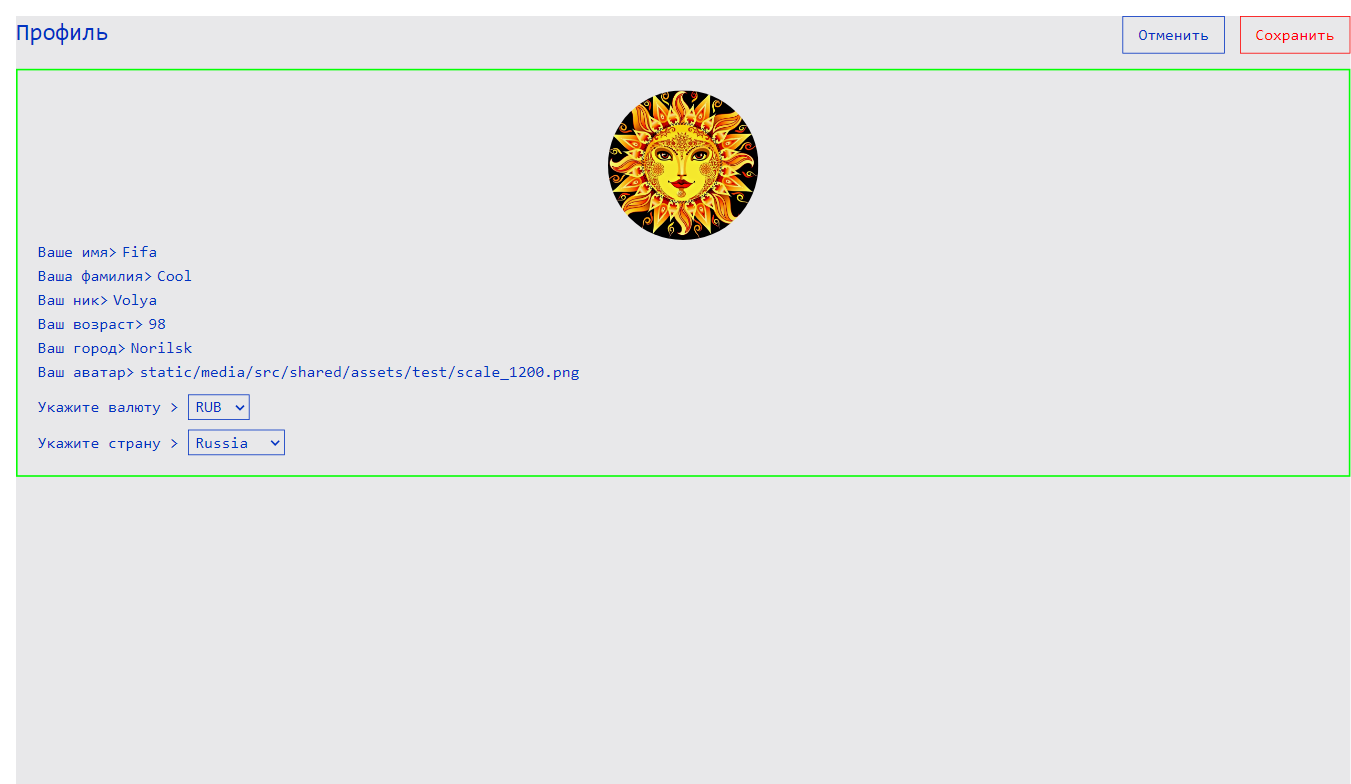 Профиль
Отменить
Сохранить
Ваше имя> Fifa
Ваша фамилия> Cool
Ваш ник> Volya
Ваш возраст> 98
Ваш город> Norilsk
Ваш аватар> static/media/src/shared/assets/test/scale_1200.png
Укажите валюту > RUB
Укажите страну > Russia